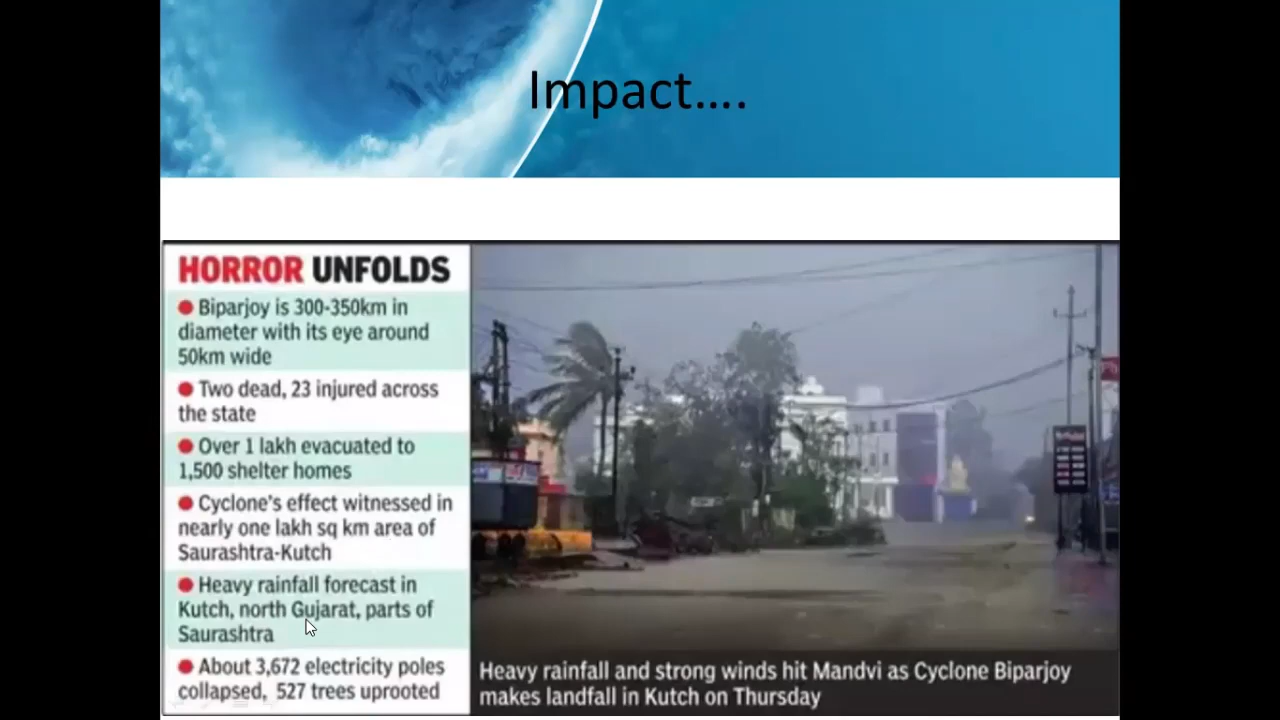 Impact....
HORROR UNFOLDS
● Biparjoy is 300-350km in
diameter with its eye around
50km wide
● Two dead, 23 injured across
the state
● Over 1 lakh evacuated to
1,500 shelter homes
● Cyclone's effect witnessed in
nearly one lakh sq km area of
Saurashtra-Kutch
● Heavy rainfall forecast in
Kutch, north Gujarat, parts of
Saurashtra
● About 3,672 electricity poles
collapsed, 527 trees uprooted
Heavy rainfall and strong winds hit Mandvi as Cyclone Biparjoy
makes landfall in Kutch on Thursday